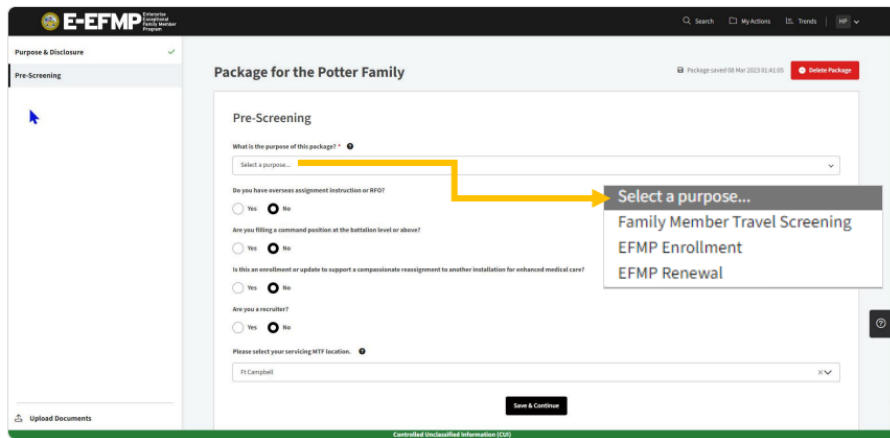 E-EFMP Enterprise Exceptional Family Member Program
Search My Actions Trends HP
Purpose & Disclosure
Pre-Screening
Package for the Potter Family
Package saved 08 Mar 2023 01:41:05 Delete Package
Pre-Screening
What is the purpose of this package? *
Select a purpose...
Select a purpose...
Family Member Travel Screening
EFMP Enrollment
EFMP Renewal
Do you have overseas assignment instruction or RFO?
Yes No
Are you filling a command position at the battalion level or above?
Yes No
Is this an enrollment or update to support a compassionate reassignment to another installation for enhanced medical care?
Yes No
Are you a recruiter?
Yes No
Please select your servicing MTF location.
Ft Campbell
Save & Continue
Upload Documents
Controlled Unclassified Information (CUI)